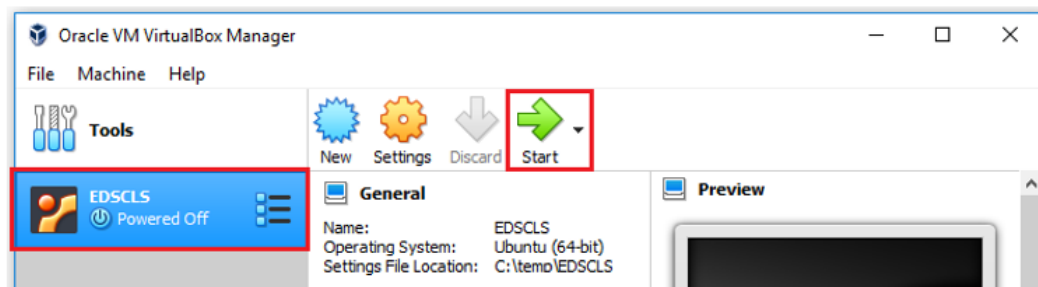 Oracle VM VirtualBox Manager
File Machine Help
Tools
New Settings Discard Start
EDSCLS
Powered Off
General
Name: EDSCLS
Operating System: Ubuntu (64-bit)
Settings File Location: C:\temp\EDSCLS
Preview